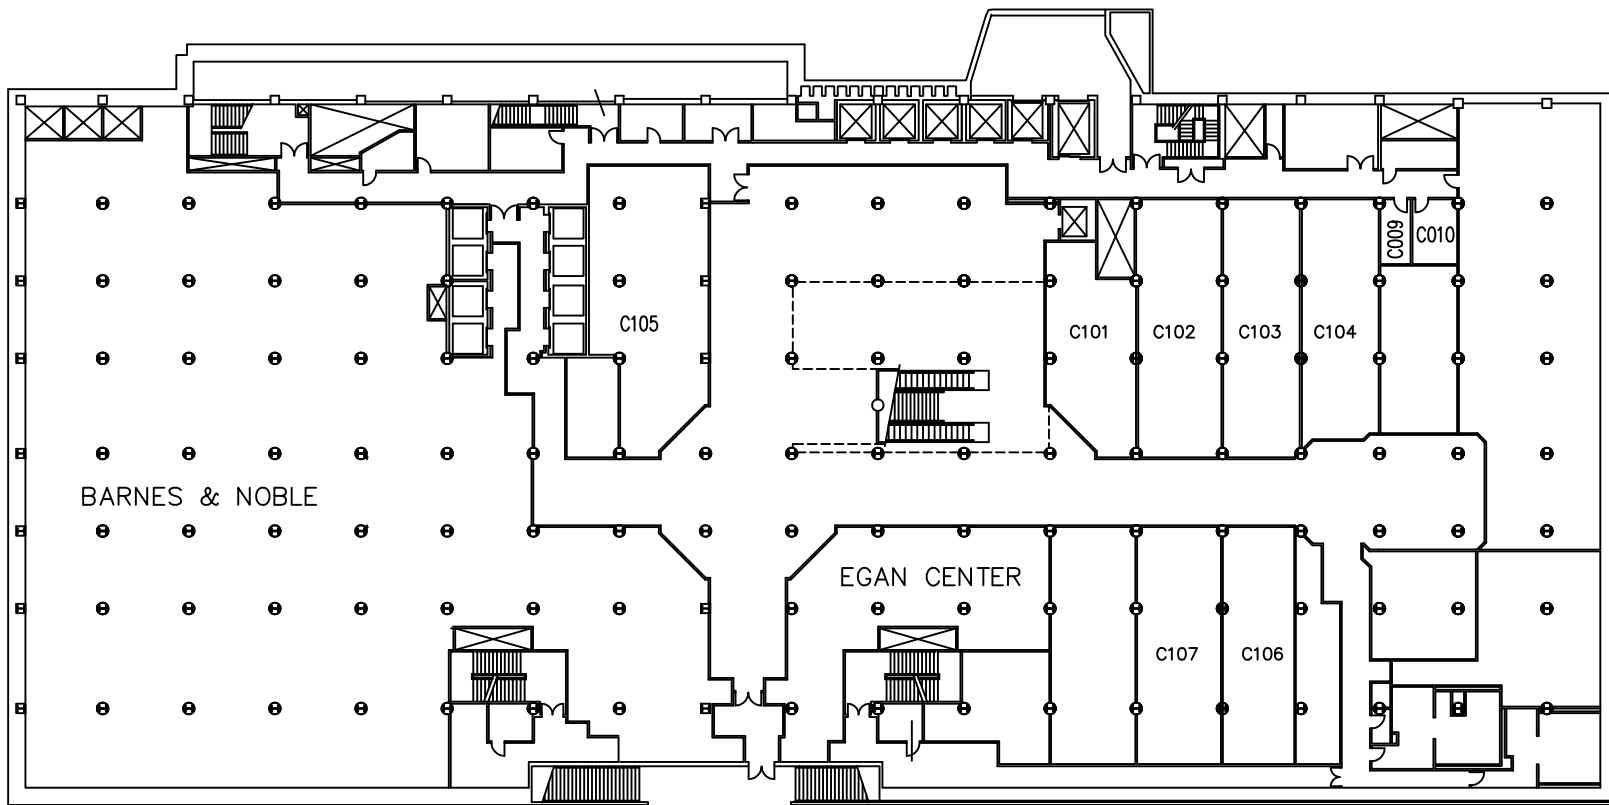 C009
C010
C105
C101
C102
C103
C104
BARNES & NOBLE
EGAN CENTER
C107
C106